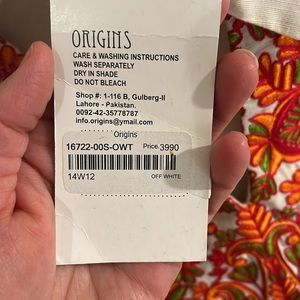 ORIGINS
CARE & WASHING INSTRUCTIONS
WASH SEPARATELY
DRY IN SHADE
DO NOT BLEACH
Shop #: 1-116 B, Gulberg-II
Lahore - Pakistan.
0092-42-35778787
info.origins@ymail.com
Origins
16722-00S-OWT Price. 3990
14W12 OFF WHITE